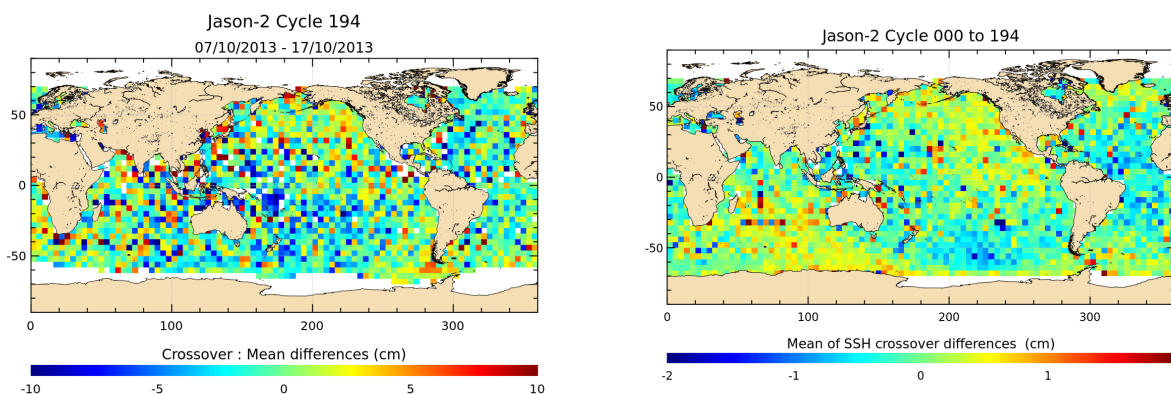 Jason-2 Cycle 194
07/10/2013 - 17/10/2013
50
0
-50
0 100 200 300
Crossover : Mean differences (cm)
-10 -5 0 5 10
Jason-2 Cycle 000 to 194
50
0
-50
0 100 200 300
Mean of SSH crossover differences (cm)
-2 -1 0 1